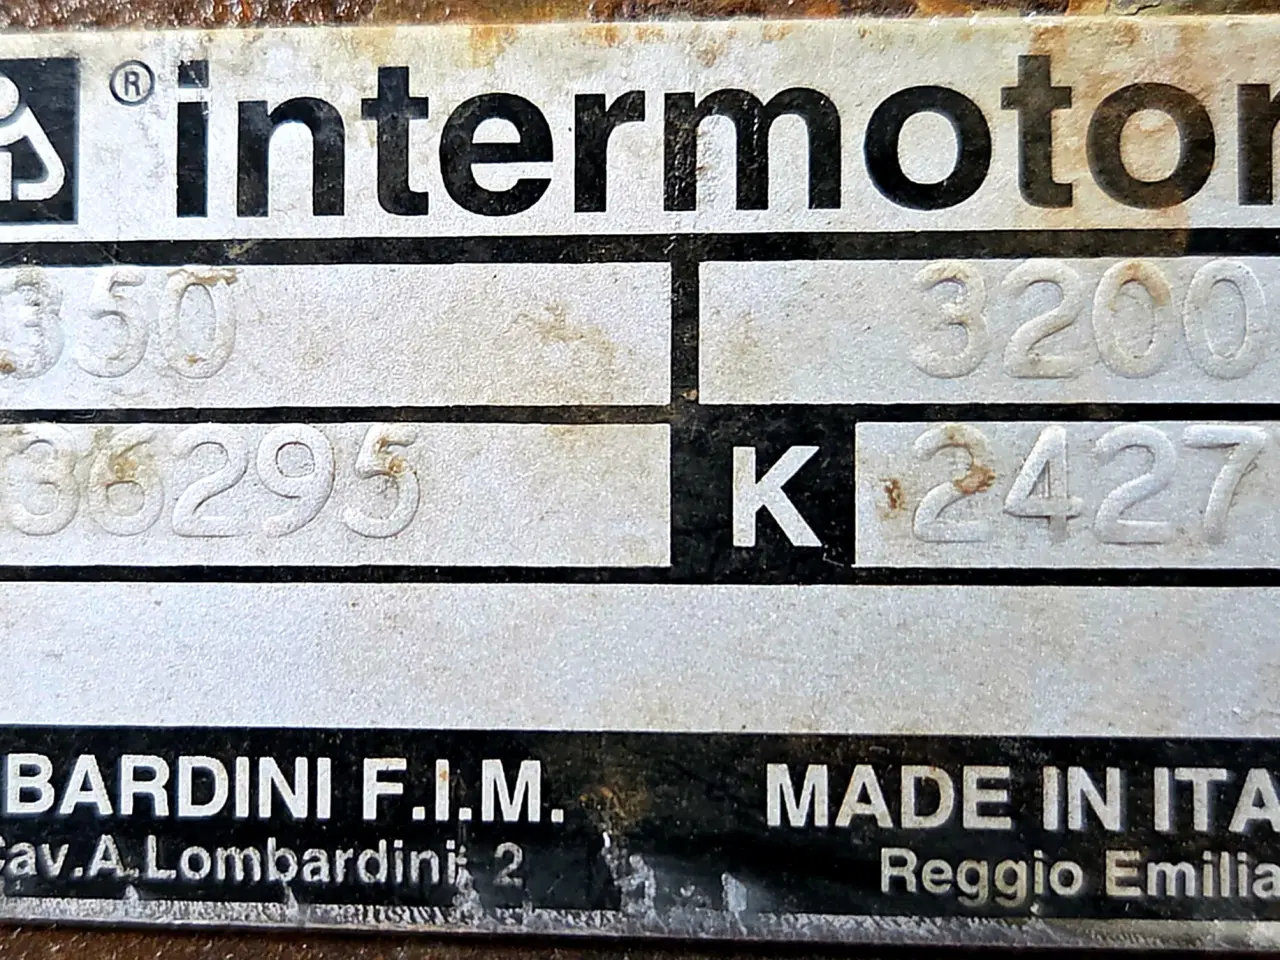 ® intermotor
350 3200
36295 K 2427
BARDINI F.I.M. MADE IN ITA
Cav.A.Lombardini, 2 Reggio Emilia